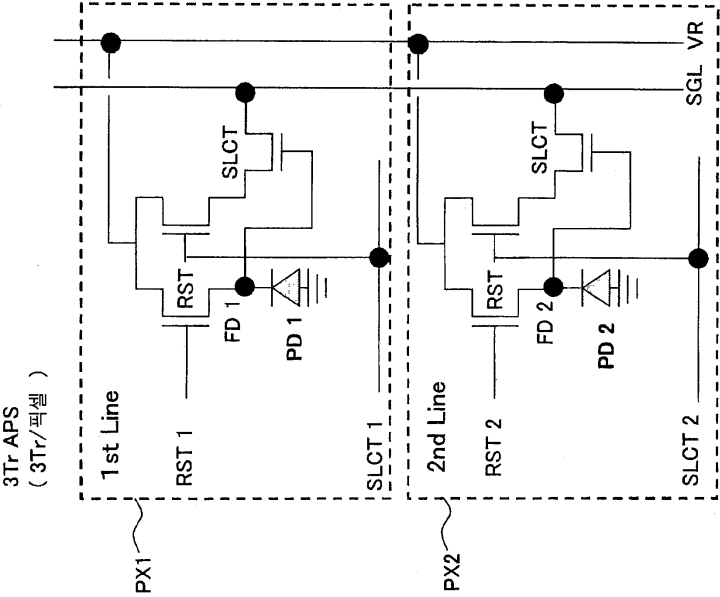 3Tr APS
( 3Tr/픽셀 )
PX1
1st Line
RST 1
SLCT 1
RST
FD 1
PD 1
SLCT
PX2
2nd Line
RST 2
SLCT 2
RST
FD 2
PD 2
SLCT
SGL
VR